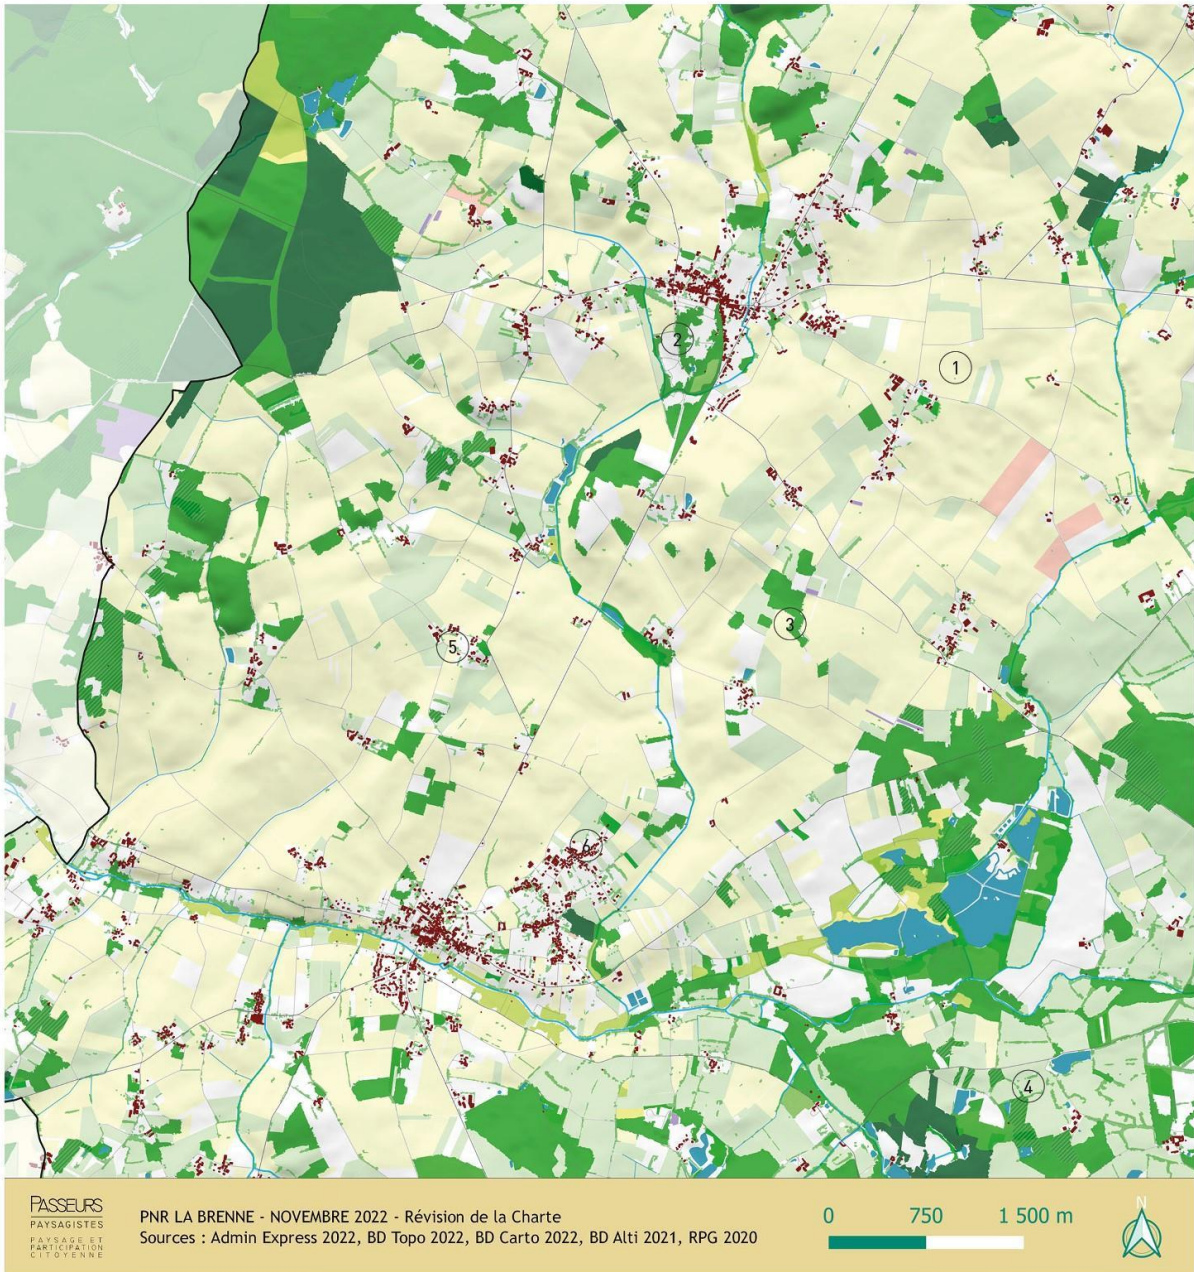 2
1
3
5
6
4
PASSEURS
PAYSAGISTES
PAYSAGE ET
PARTICIPATION
CITOYENNE
PNR LA BRENNE - NOVEMBRE 2022 - Révision de la Charte
Sources : Admin Express 2022, BD Topo 2022, BD Carto 2022, BD Alti 2021, RPG 2020
0 750 1 500 m
N